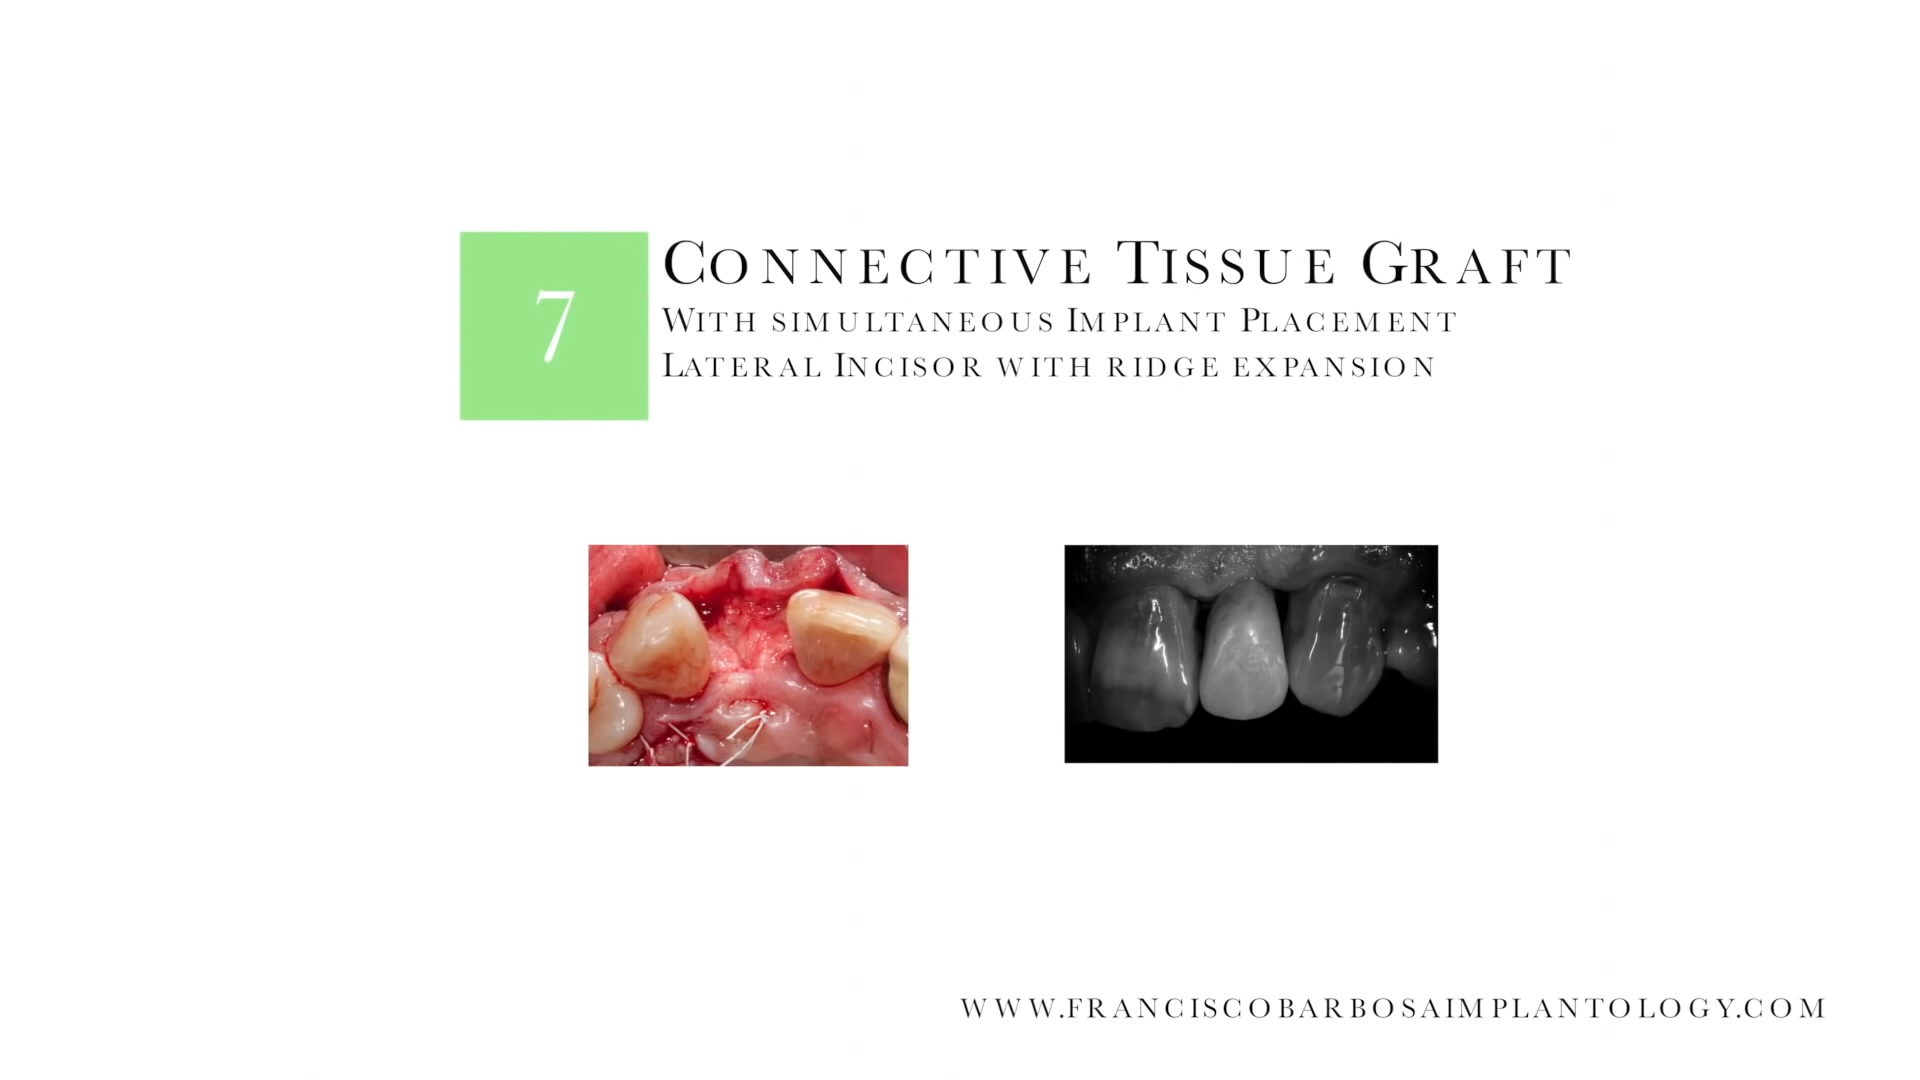 7
Connective Tissue Graft
With simultaneous Implant Placement
Lateral Incisor with ridge expansion
www.franciscobarbosaimplantology.com